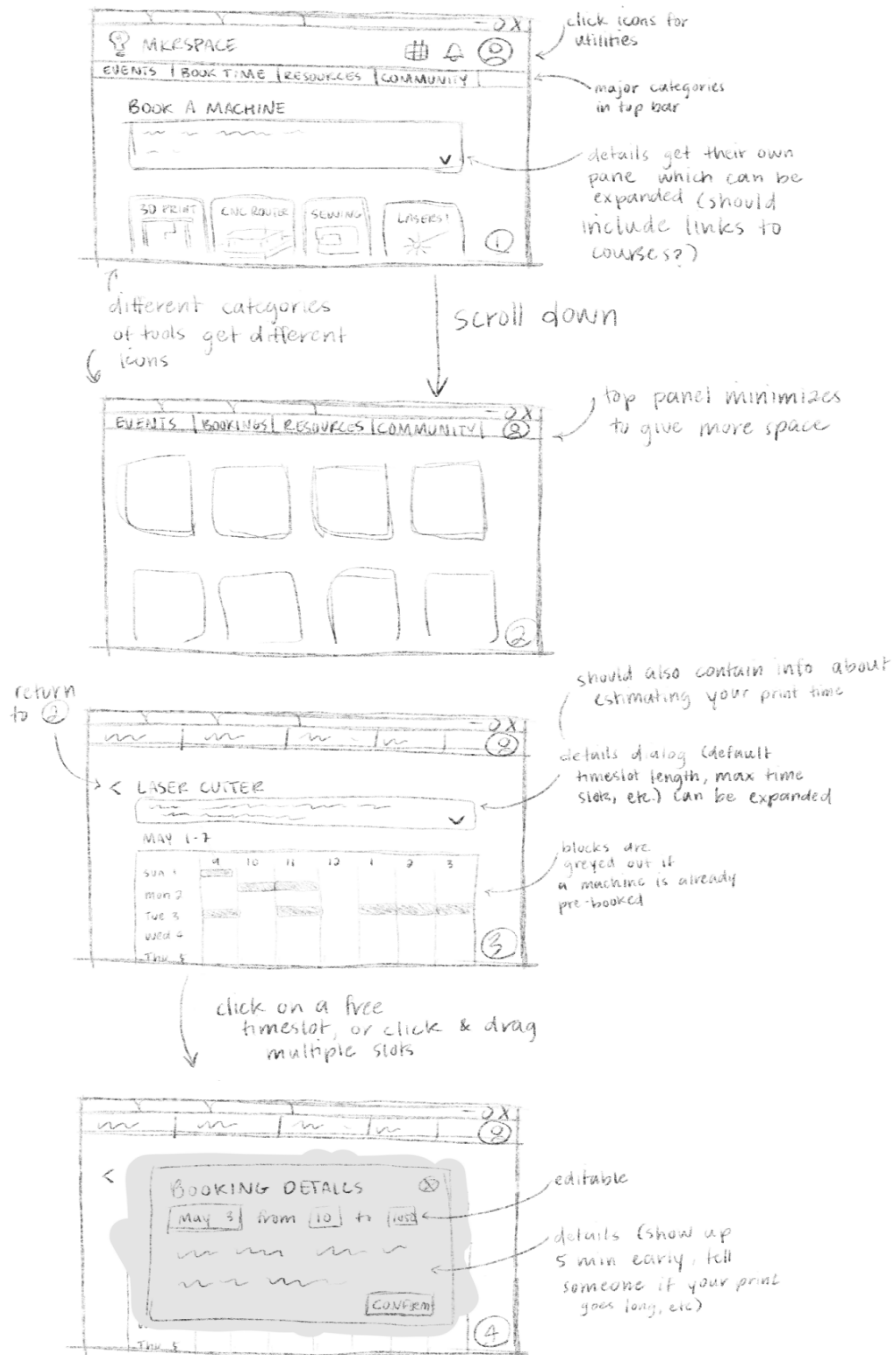 - O X
click icons for
utilities
MKRSPACE
EVENTS | BOOK TIME | RESOURCES | COMMUNITY |
major categories
in top bar
BOOK A MACHINE
details get their own
pane which can be
expanded (should
include links to
courses?)
3D PRINT
CNC ROUTER
SEWING
LASERS!
1
different categories
of tools get different
icons
scroll down
- O X
EVENTS | BOOKINGS | RESOURCES | COMMUNITY |
top panel minimizes
to give more space
2
return
to 2
should also contain info about
estimating your print time
- O X
details dialog (default
timeslot length, max time
slots, etc.) can be expanded
< LASER CUTTER
MAY 1-7
9 10 11 12 1 2 3
Sun 1
Mon 2
Tue 3
Wed 4
Thu 5
blocks are
greyed out if
a machine is already
pre-booked
3
click on a free
timeslot, or click & drag
multiple slots
- O X
<
BOOKING DETAILS
X
May 3 from 10 to
editable
details (show up
5 min early, tell
someone if your print
goes long, etc)
CONFIRM
Thu 5
4